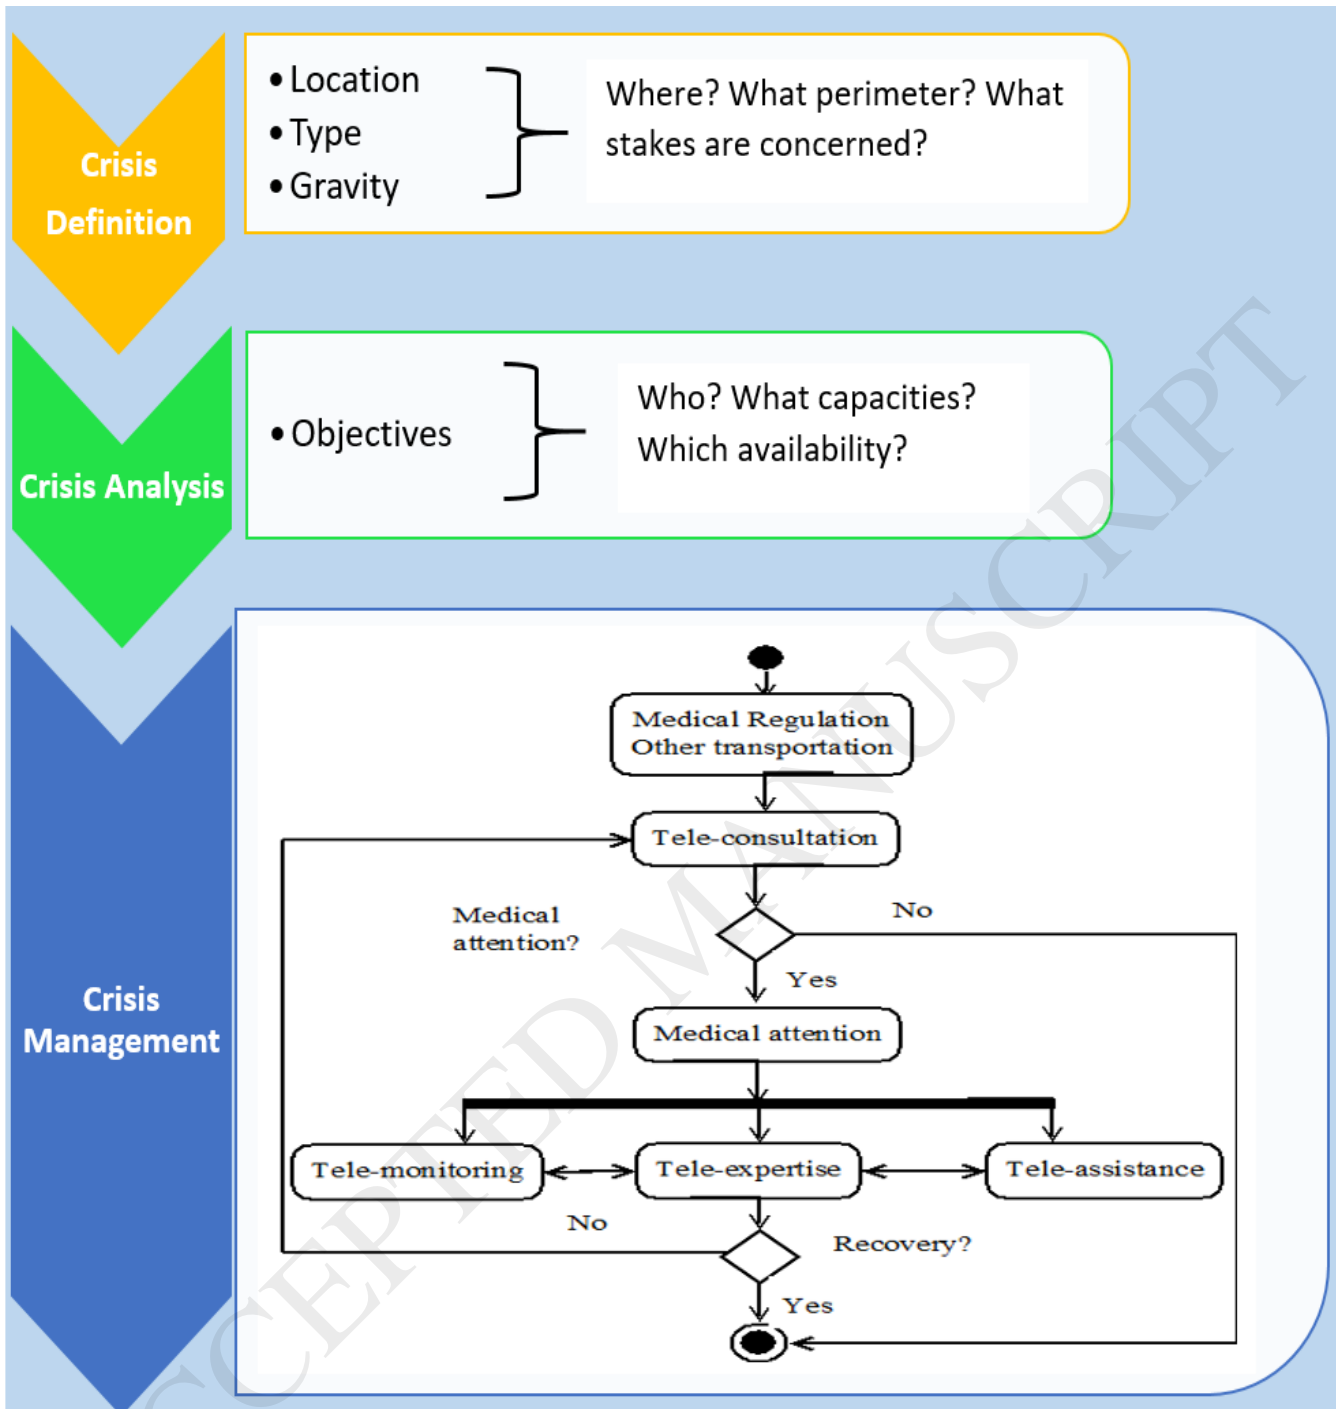 Crisis
Definition
• Location
• Type
• Gravity
Where? What perimeter? What
stakes are concerned?
Crisis Analysis
• Objectives
Who? What capacities?
Which availability?
Crisis
Management
Medical Regulation
Other transportation
Tele-consultation
Medical
attention?
No
Yes
Medical attention
Tele-monitoring
Tele-expertise
Tele-assistance
No
Recovery?
Yes
CCEPTED MANUSCRIPT